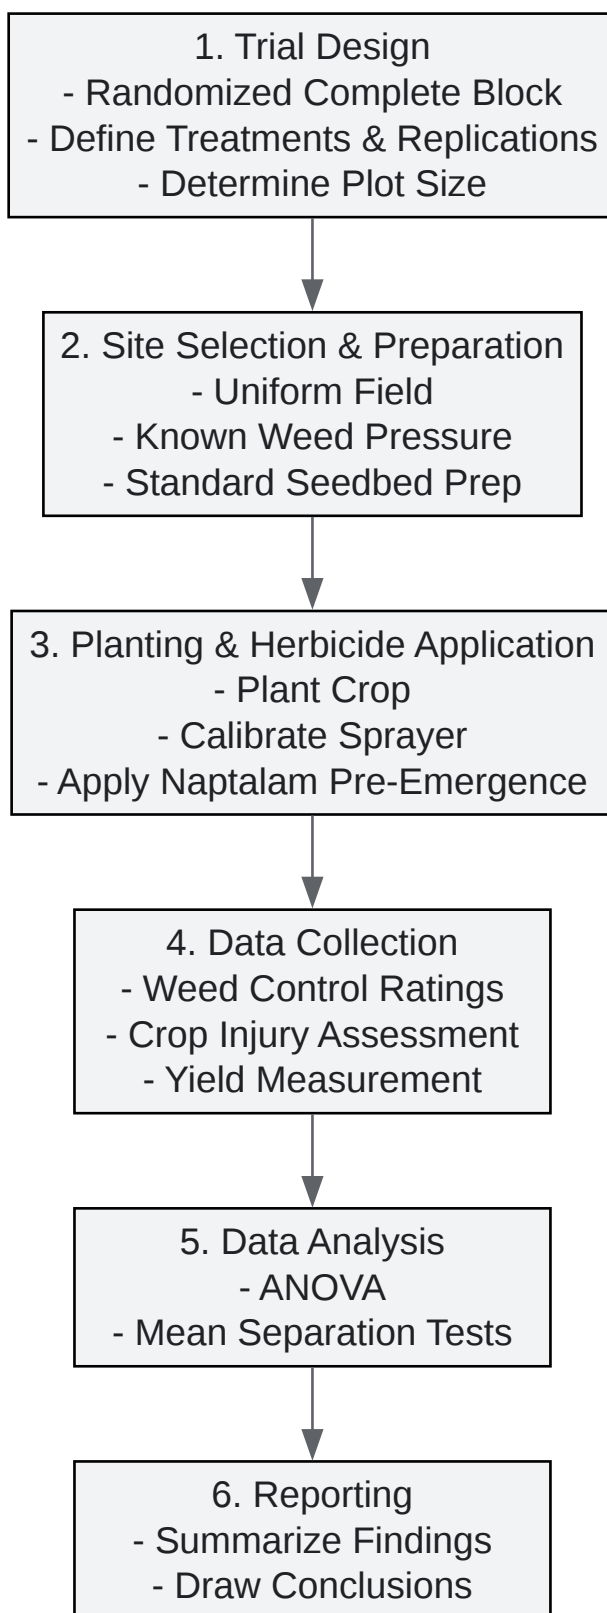 1. Trial Design
- Randomized Complete Block
- Define Treatments & Replications
- Determine Plot Size
2. Site Selection & Preparation
- Uniform Field
- Known Weed Pressure
- Standard Seedbed Prep
3. Planting & Herbicide Application
- Plant Crop
- Calibrate Sprayer
- Apply Naptalam Pre-Emergence
4. Data Collection
- Weed Control Ratings
- Crop Injury Assessment
- Yield Measurement
5. Data Analysis
- ANOVA
- Mean Separation Tests
6. Reporting
- Summarize Findings
- Draw Conclusions